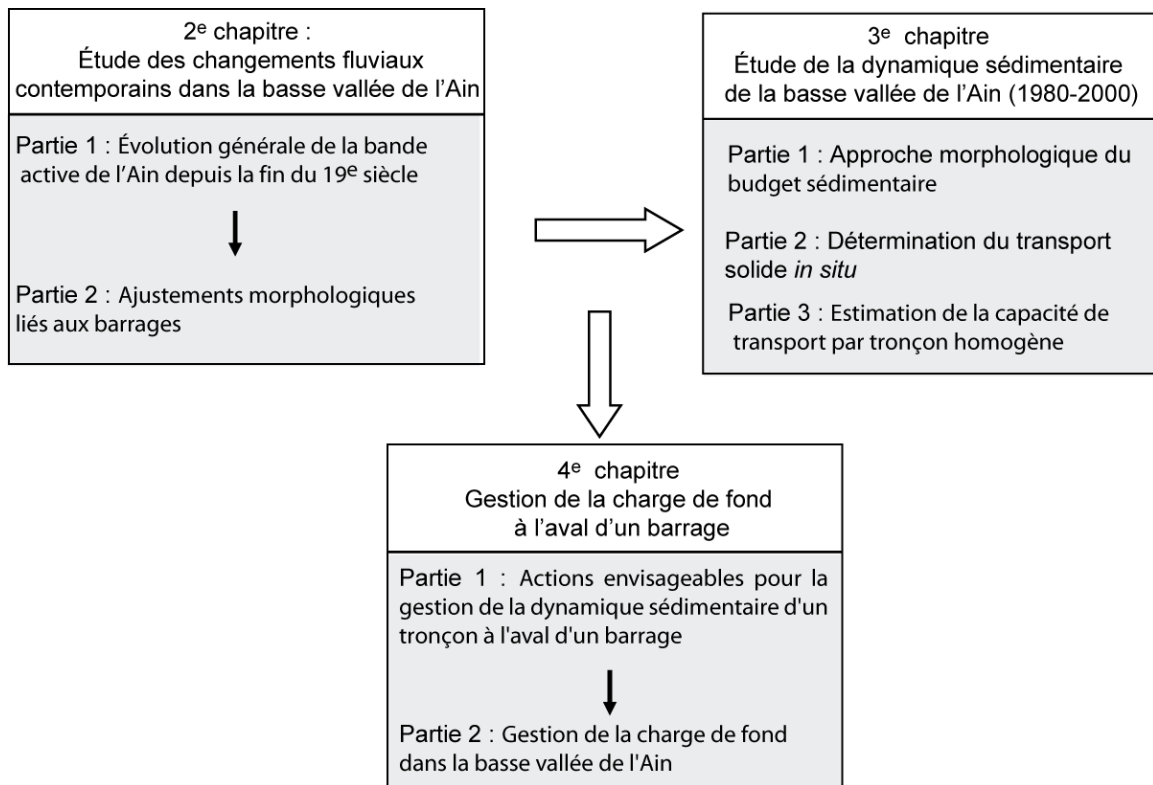 2e chapitre :
Étude des changements fluviaux
contemporains dans la basse vallée de l'Ain
Partie 1 : Évolution générale de la bande
active de l'Ain depuis la fin du 19e siècle
Partie 2 : Ajustements morphologiques
liés aux barrages
3e chapitre
Étude de la dynamique sédimentaire
de la basse vallée de l'Ain (1980-2000)
Partie 1 : Approche morphologique du
budget sédimentaire
Partie 2 : Détermination du transport
solide in situ
Partie 3 : Estimation de la capacité de
transport par tronçon homogène
4e chapitre
Gestion de la charge de fond
à l'aval d'un barrage
Partie 1 : Actions envisageables pour la
gestion de la dynamique sédimentaire d'un
tronçon à l'aval d'un barrage
Partie 2 : Gestion de la charge de fond
dans la basse vallée de l'Ain